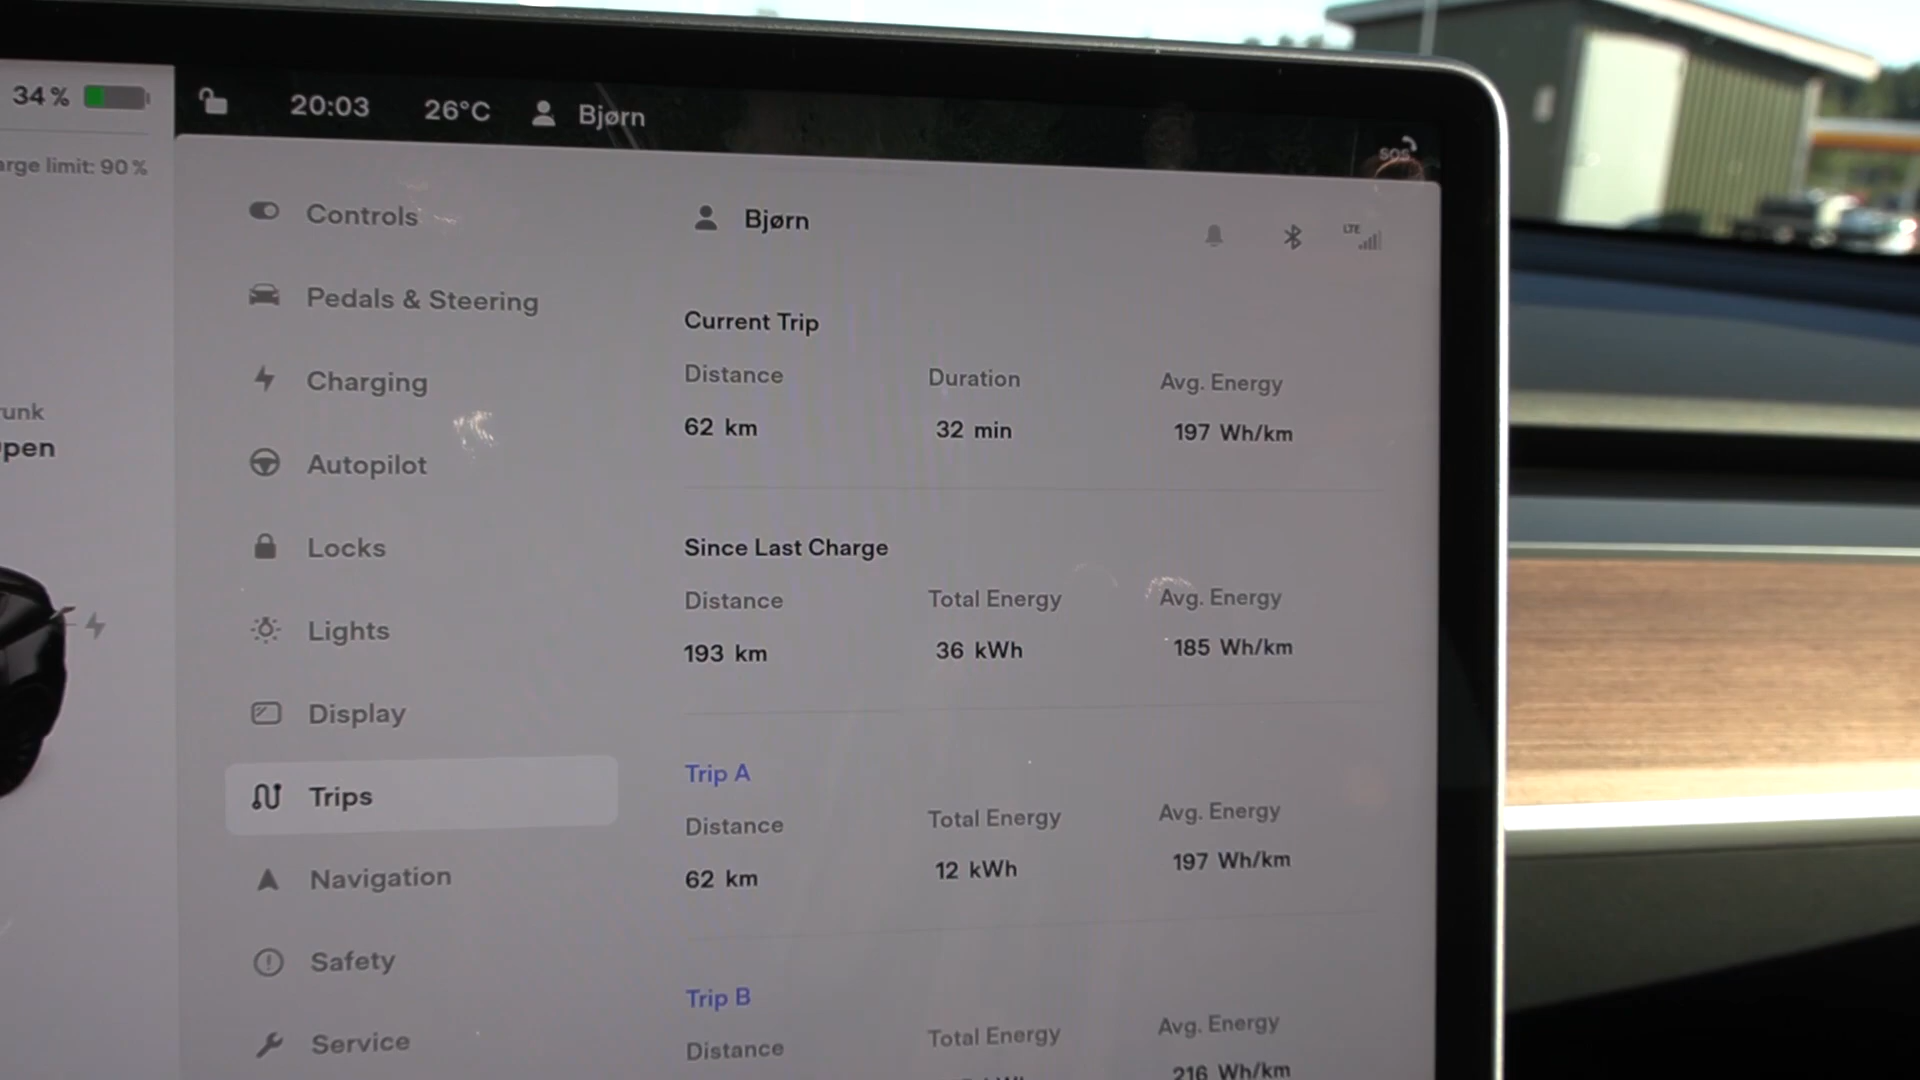 34%
20:03
26°C
Bjørn
SOS
arge limit: 90%
unk
pen
Controls
Pedals & Steering
Charging
Autopilot
Locks
Lights
Display
Trips
Navigation
Safety
Service
Bjørn
LTE
Current Trip
Distance Duration Avg. Energy
62 km 32 min 197 Wh/km
Since Last Charge
Distance Total Energy Avg. Energy
193 km 36 kWh 185 Wh/km
Trip A
Distance Total Energy Avg. Energy
62 km 12 kWh 197 Wh/km
Trip B
Distance Total Energy Avg. Energy
216 Wh/km